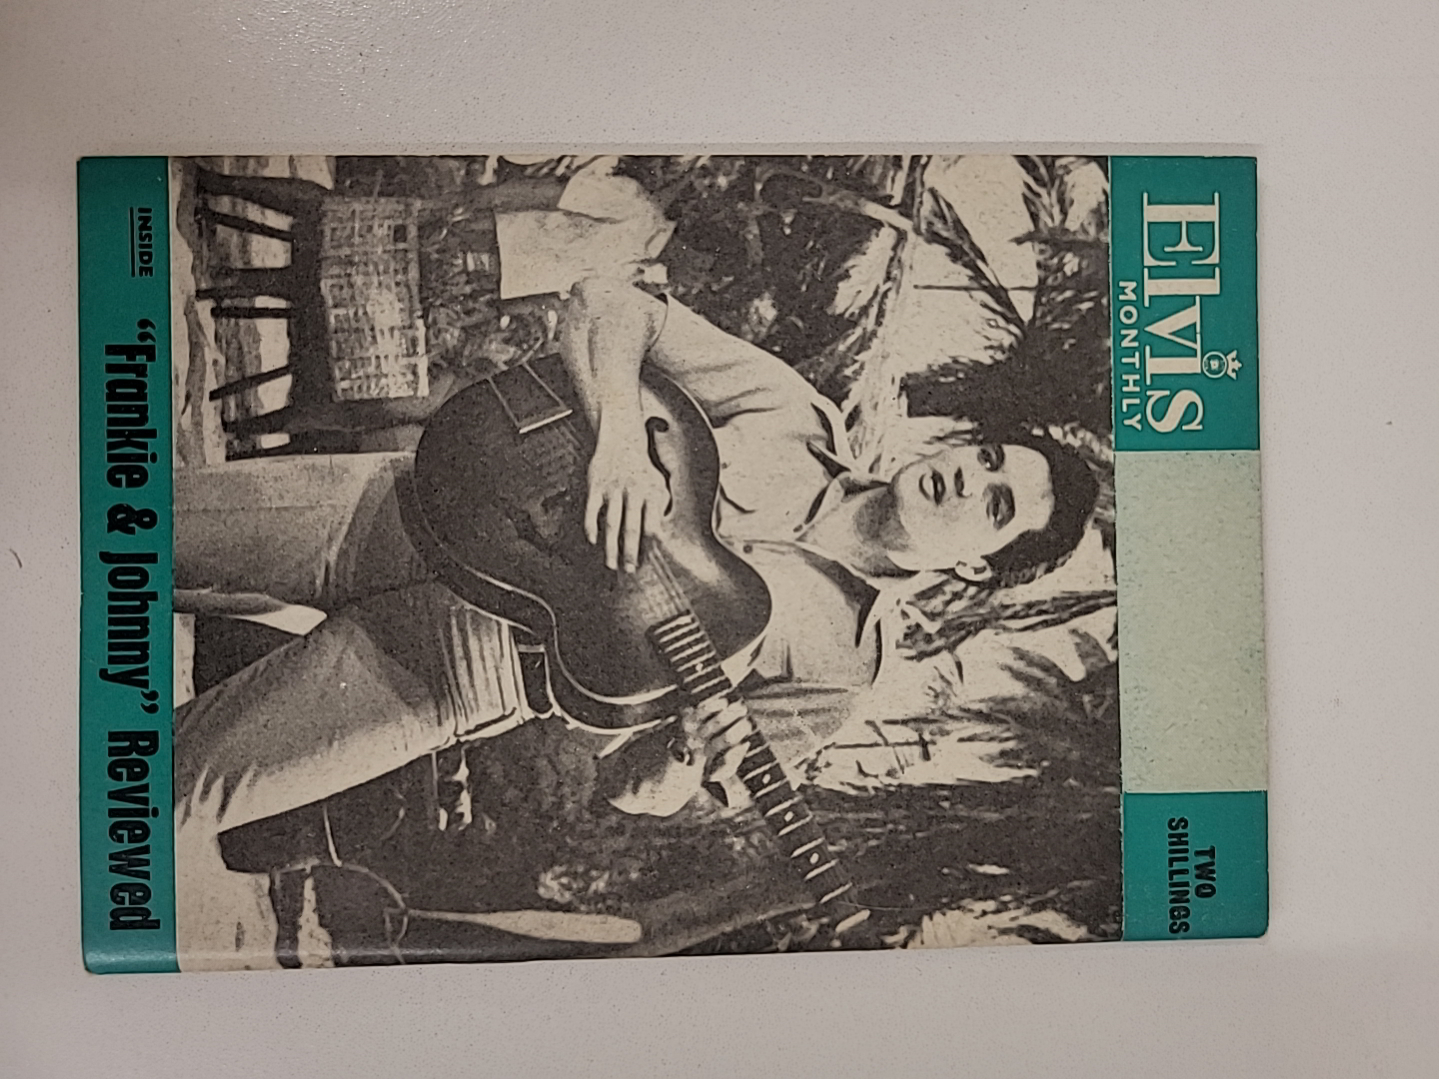 Elvis
MONTHLY
TWO
SHILLINGS
INSIDE
"Frankie & Johnny" Reviewed